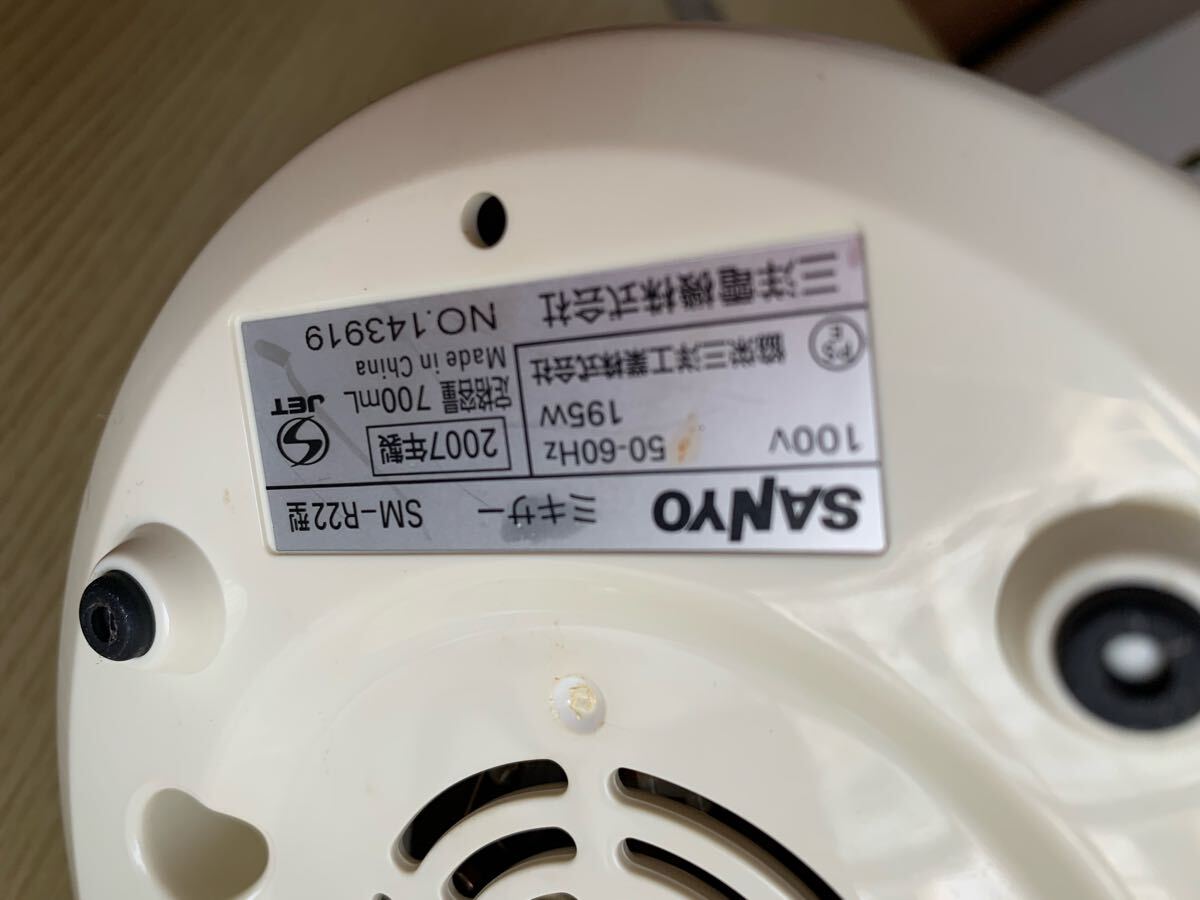 SANYO ミキサー SM-R22型
100V 50-60Hz
195W
2007年製
定格容量 700mL
JET
Made in China
PS
E
三洋工業株式会社
三洋電機株式会社 NO.143919